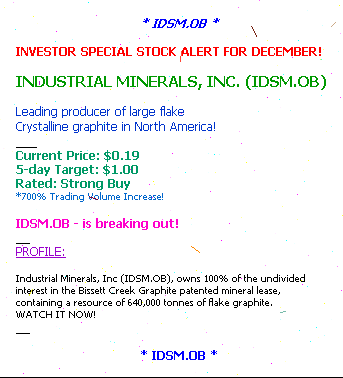 * IDSM.OB *
INVESTOR SPECIAL STOCK ALERT FOR DECEMBER!
INDUSTRIAL MINERALS, INC. (IDSM.OB)
Leading producer of large flake
Crystalline graphite in North America!
Current Price: $0.19
5-day Target: $1.00
Rated: Strong Buy
*700% Trading Volume Increase!
IDSM.OB - is breaking out!
PROFILE:
Industrial Minerals, Inc (IDSM.OB), owns 100% of the undivided
interest in the Bissett Creek Graphite patented mineral lease,
containing a resource of 640,000 tonnes of flake graphite.
WATCH IT NOW!
* IDSM.OB *